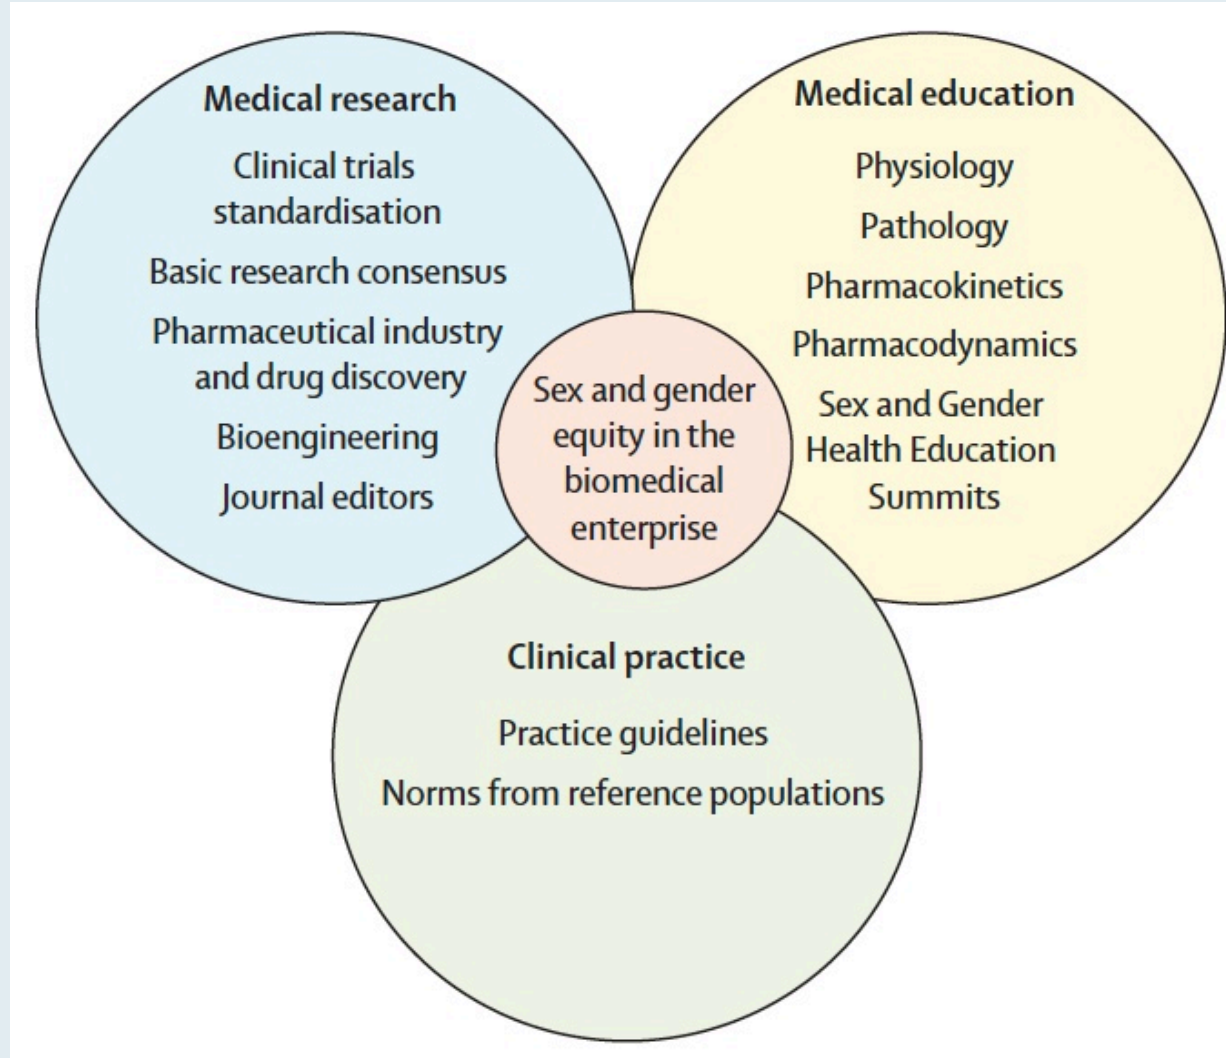 Medical research
Clinical trials
standardisation
Basic research consensus
Pharmaceutical industry
and drug discovery
Bioengineering
Journal editors
Medical education
Physiology
Pathology
Pharmacokinetics
Pharmacodynamics
Sex and Gender
Health Education
Summits
Sex and gender
equity in the
biomedical
enterprise
Clinical practice
Practice guidelines
Norms from reference populations